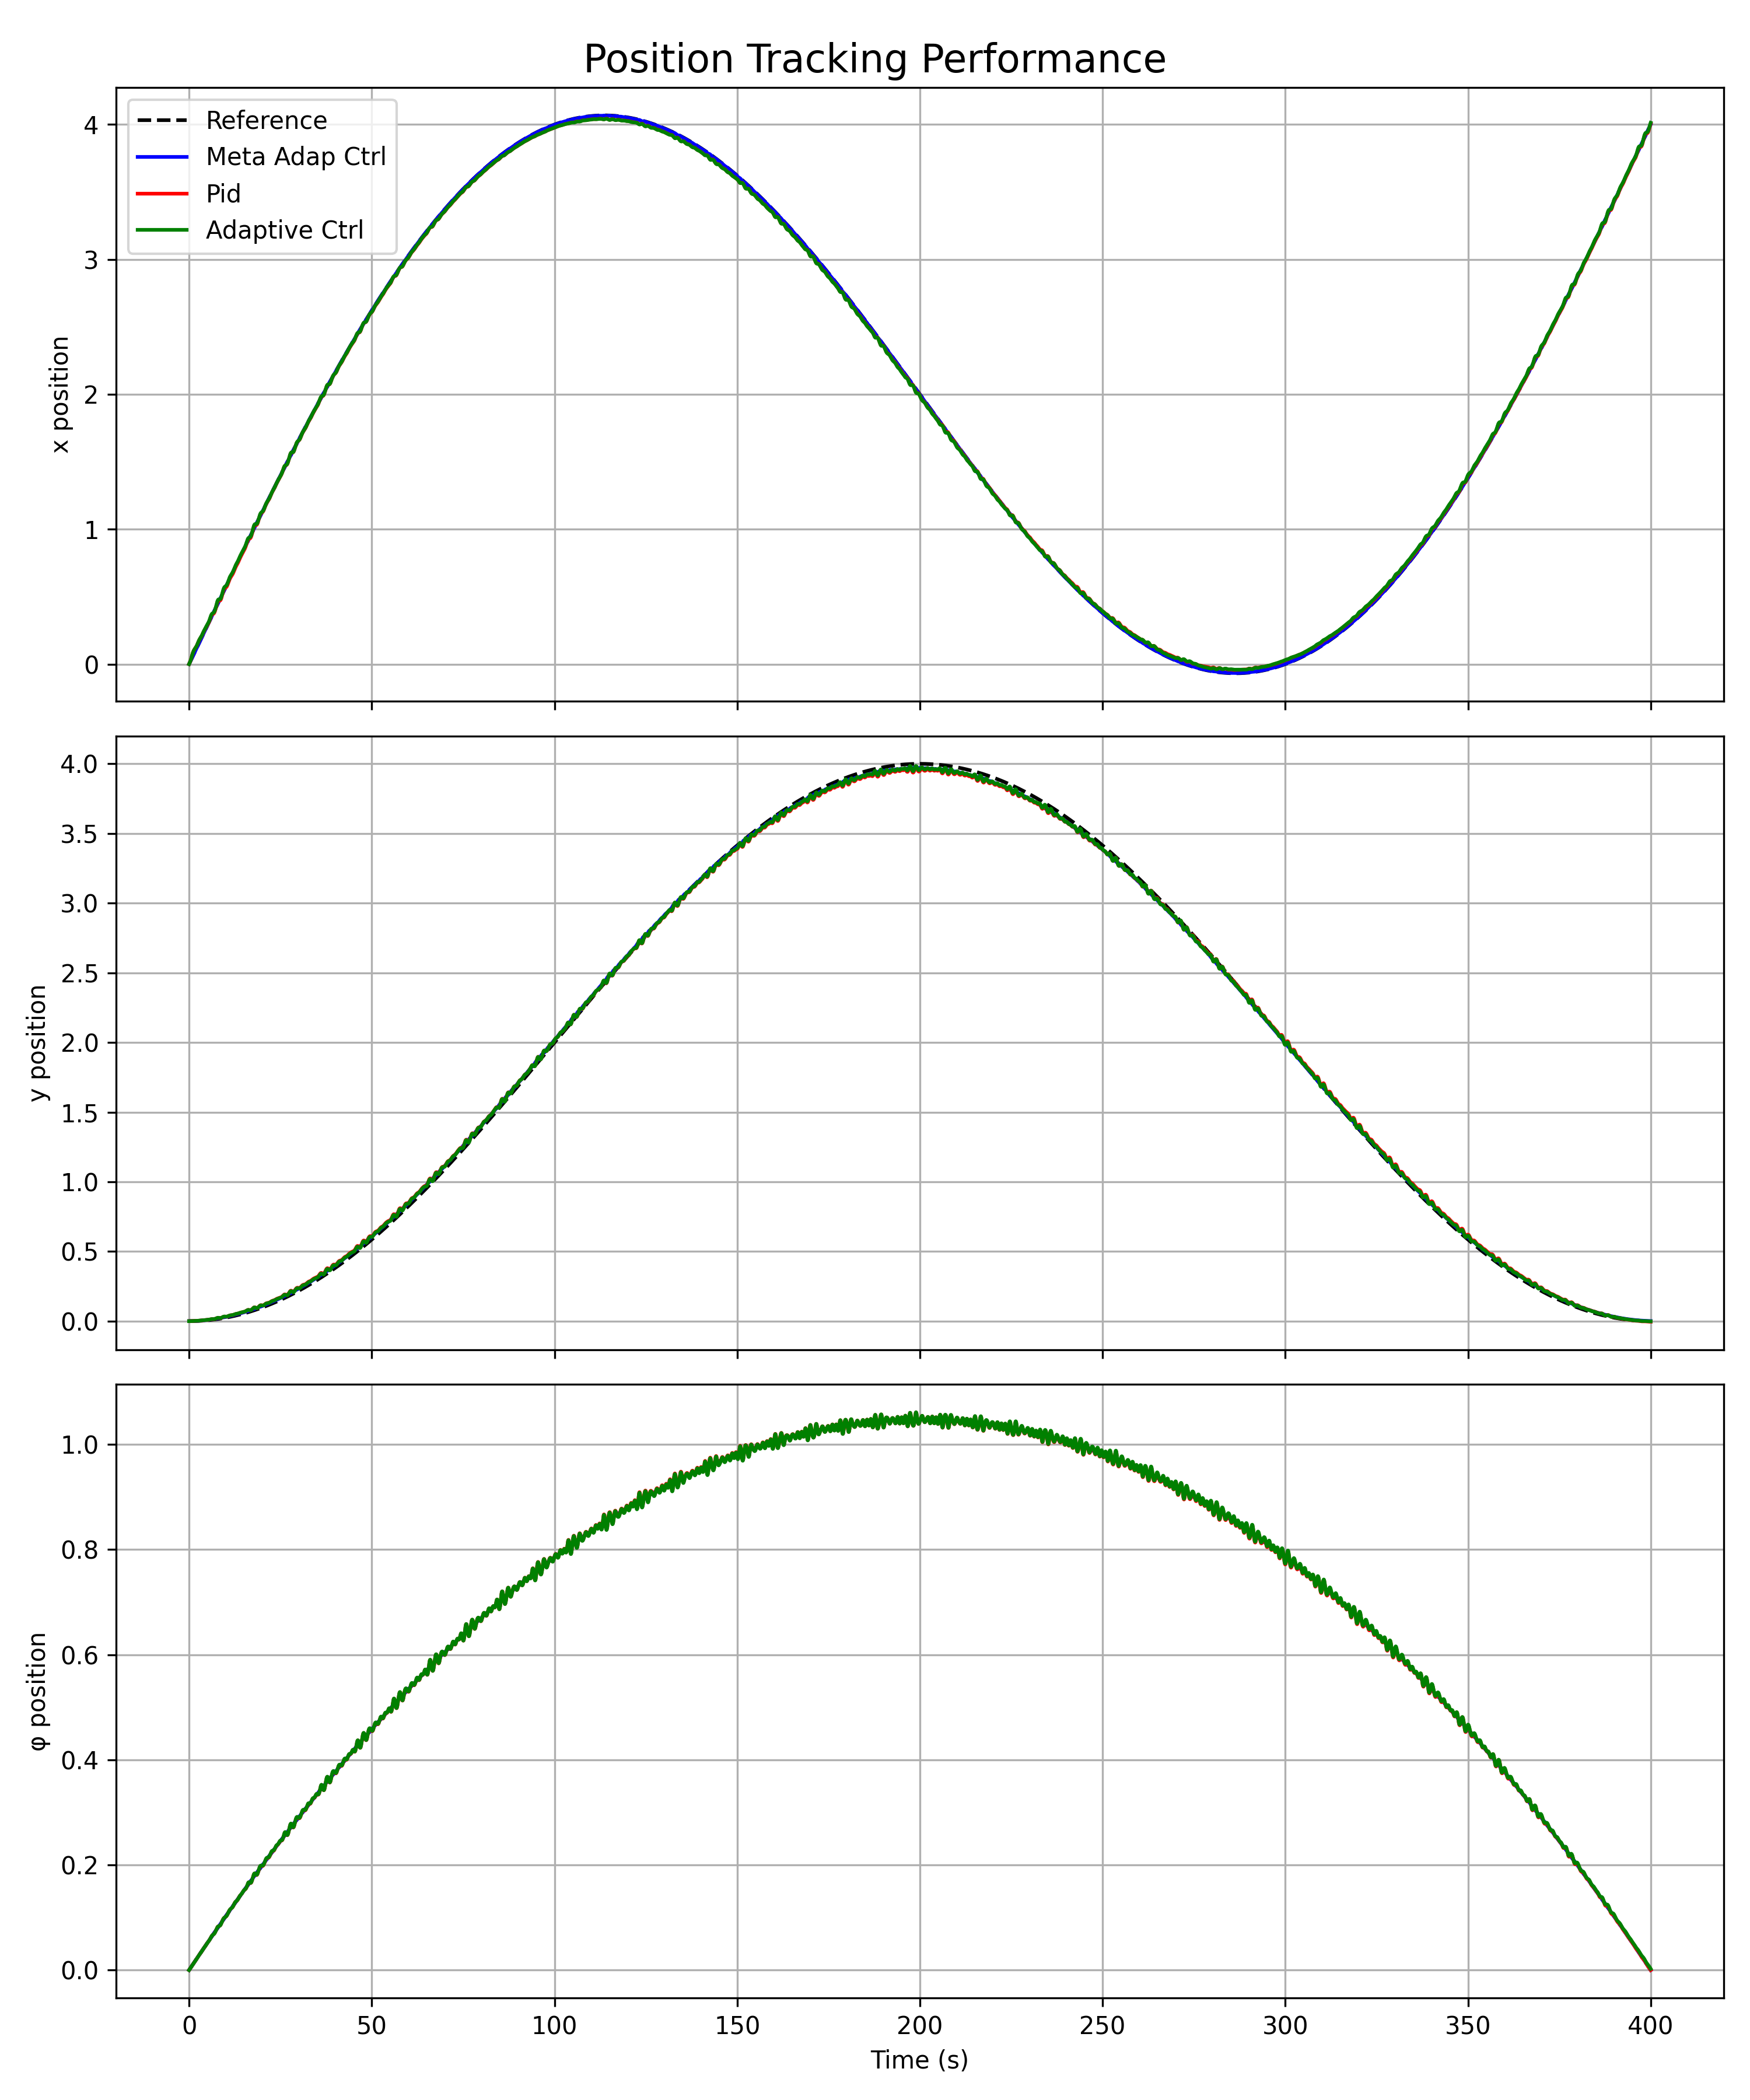 Position Tracking Performance
Reference
Meta Adap Ctrl
Pid
Adaptive Ctrl
4
3
2
1
0
x position
4.0
3.5
3.0
2.5
2.0
1.5
1.0
0.5
0.0
y position
1.0
0.8
0.6
0.4
0.2
0.0
φ position
0 50 100 150 200 250 300 350 400
Time (s)